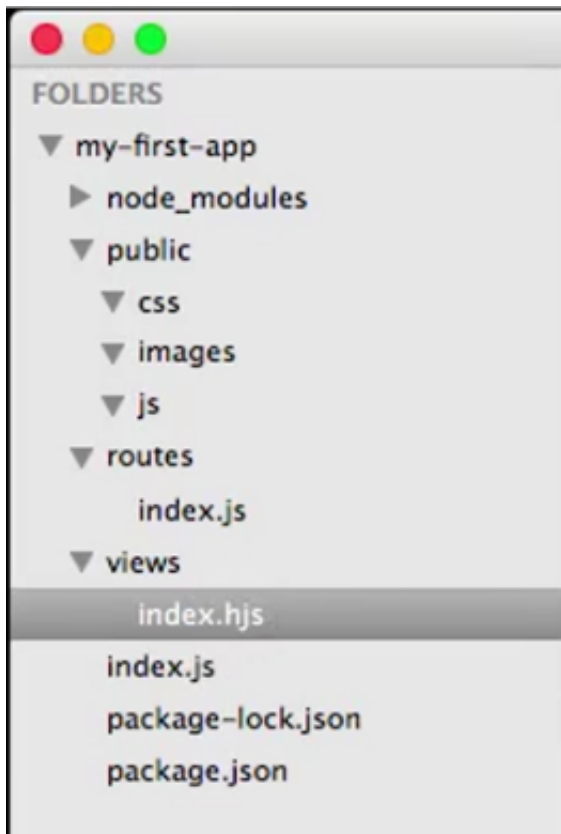 FOLDERS
my-first-app
node_modules
public
css
images
js
routes
index.js
views
index.hjs
index.js
package-lock.json
package.json